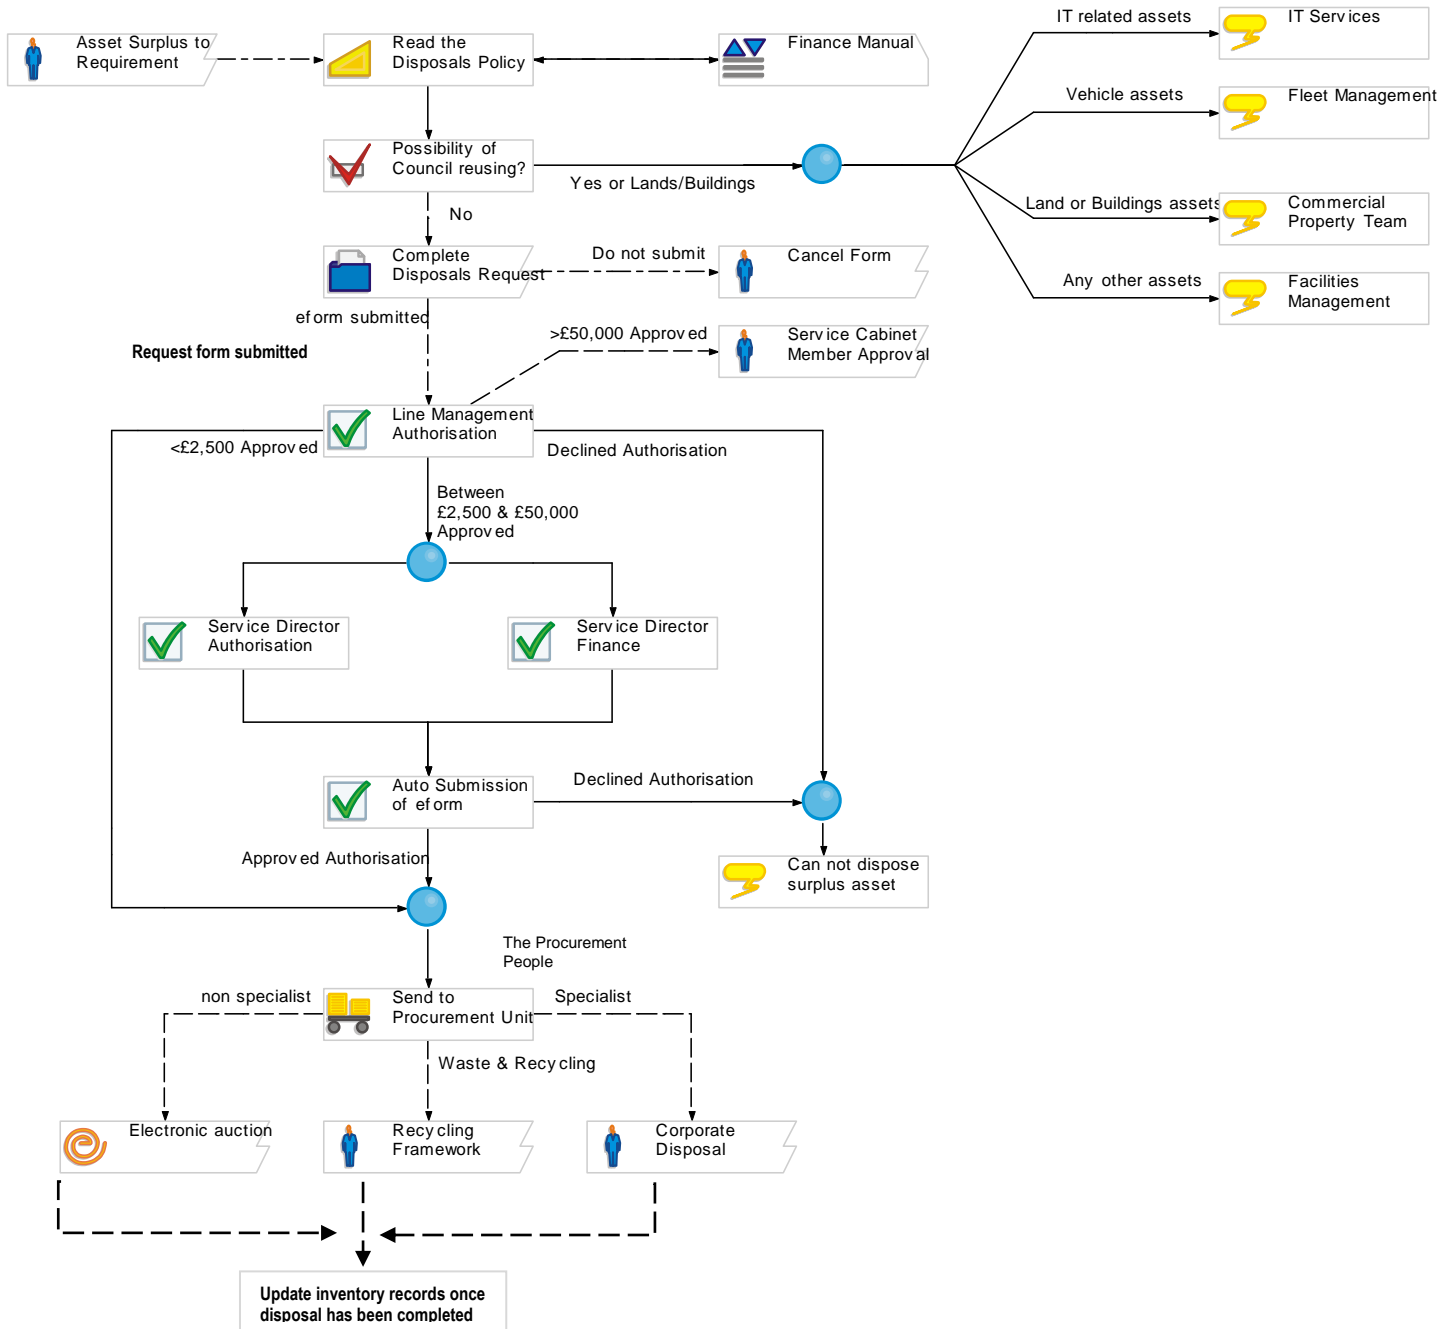 Asset Surplus to
Requirement
Read the
Disposals Policy
Finance Manual
IT related assets
IT Services
Vehicle assets
Fleet Management
Possibility of
Council reusing?
Yes or Lands/Buildings
Land or Buildings assets
Commercial
Property Team
No
Complete
Disposals Request
Do not submit
Cancel Form
Any other assets
Facilities
Management
eform submitted
Request form submitted
>£50,000 Approved
Service Cabinet
Member Approval
Line Management
Authorisation
<£2,500 Approved
Declined Authorisation
Between
£2,500 & £50,000
Approved
Service Director
Authorisation
Service Director
Finance
Auto Submission
of eform
Declined Authorisation
Approved Authorisation
Can not dispose
surplus asset
The Procurement
People
non specialist
Send to
Procurement Unit
Specialist
Waste & Recycling
Electronic auction
Recycling
Framework
Corporate
Disposal
Update inventory records once
disposal has been completed